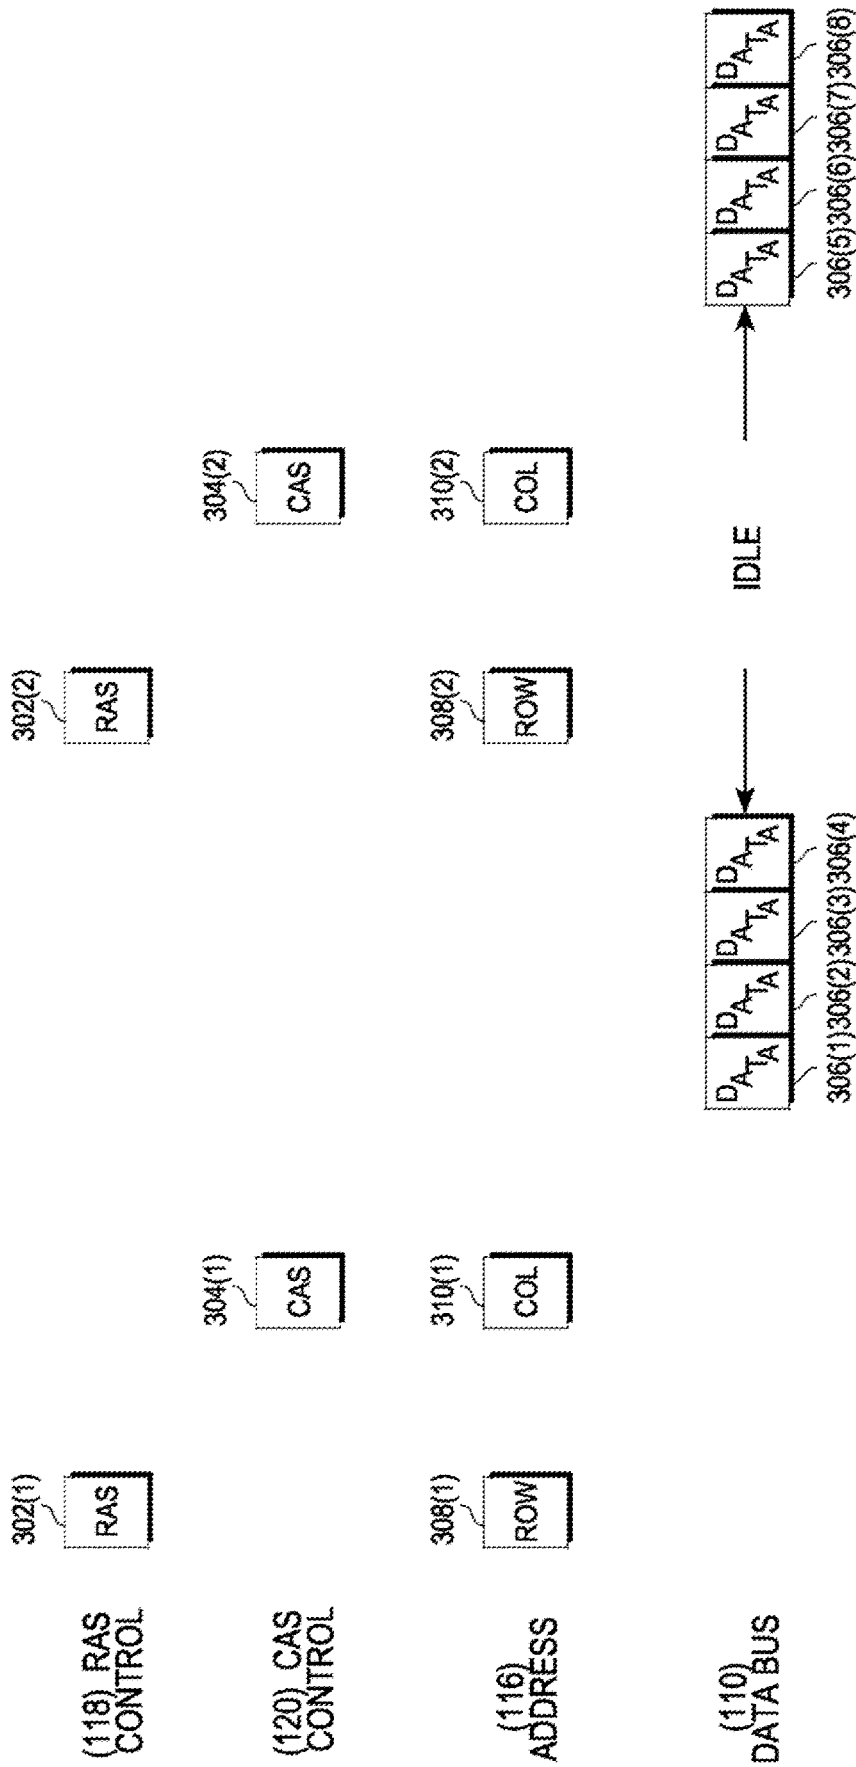 302(1)
302(2)
(118) RAS
CONTROL
RAS
RAS
304(1)
304(2)
(120) CAS
CONTROL
CAS
CAS
308(1)
310(1)
308(2)
310(2)
(116)
ADDRESS
ROW
COL
ROW
COL
(110)
DATA BUS
DATA DATA DATA DATA
IDLE
DATA DATA DATA DATA
306(1) 306(2) 306(3) 306(4)
306(5) 306(6) 306(7) 306(8)